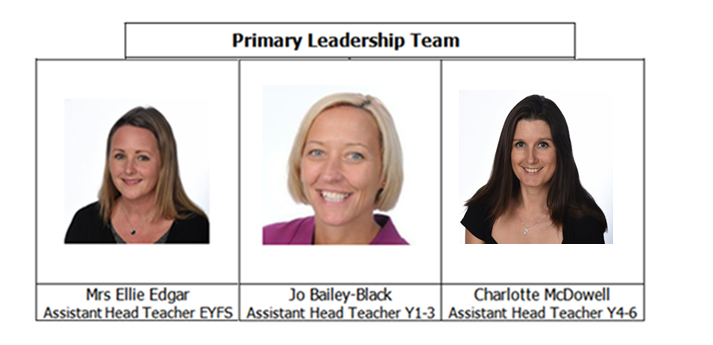 Primary Leadership Team
Mrs Ellie Edgar
Assistant Head Teacher EYFS
Jo Bailey-Black
Assistant Head Teacher Y1-3
Charlotte McDowell
Assistant Head Teacher Y4-6